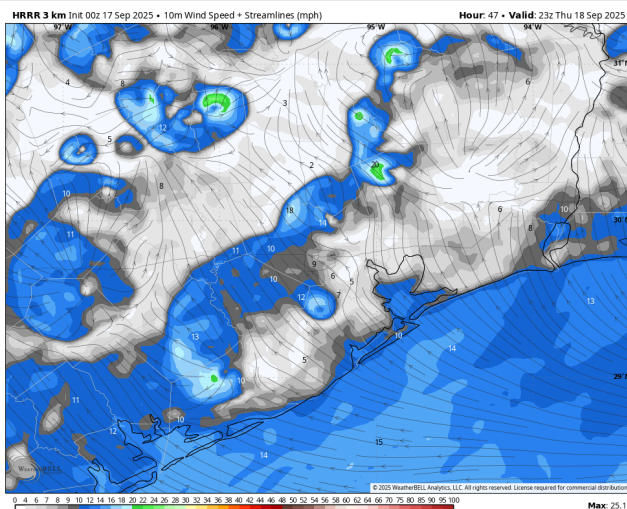 HRRR 3 km Init 00z 17 Sep 2025 • 10m Wind Speed + Streamlines (mph) Hour: 47 • Valid: 23z Thu 18 Sep 2025
97°W 96°W 95°W 94°W
31°
4 8 3 6
12
5
20
2
10 8
18 14 6 10 30°
11 8
11 10
9
10 6 5
12 7 13
13
10
14
5
29°
10
11 10
12
15
14
WeatherBELL
© 2025 WeatherBELL Analytics, LLC. All rights reserved. License required for commercial distribution
0 4 6 7 8 9 10 12 14 16 18 20 22 24 26 28 30 32 34 36 38 40 42 44 46 48 50 52 54 56 58 60 65 70 75 80 85 90 95 100
Max: 25.1